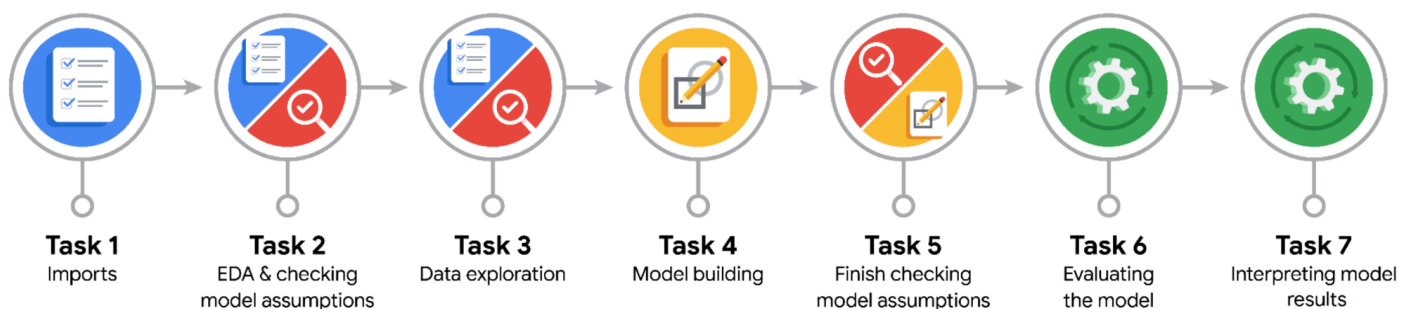 Task 1
Imports
Task 2
EDA & checking
model assumptions
Task 3
Data exploration
Task 4
Model building
Task 5
Finish checking
model assumptions
Task 6
Evaluating
the model
Task 7
Interpreting model
results